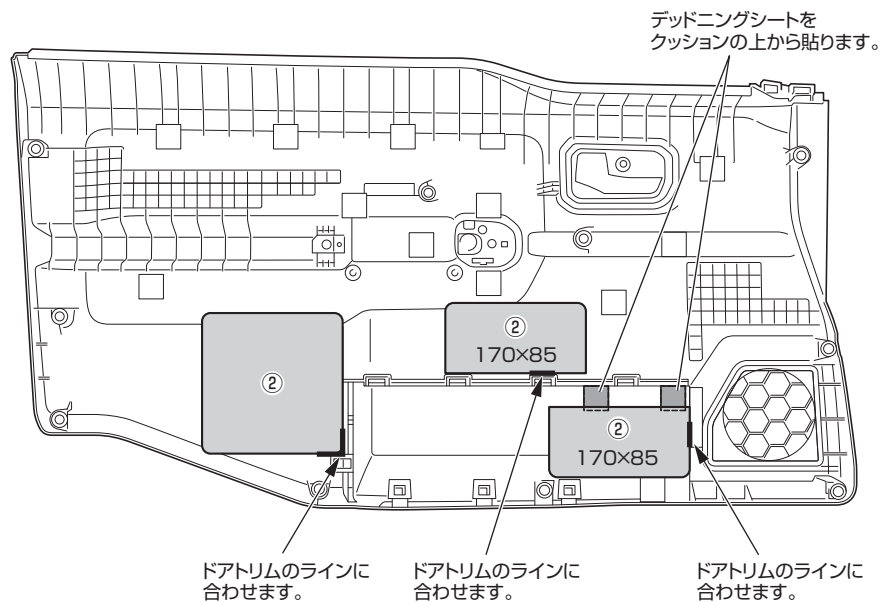 デッドニングシートを
クッションの上から貼ります。
②
170×85
②
②
170×85
ドアトリムのラインに
合わせます。
ドアトリムのラインに
合わせます。
ドアトリムのラインに
合わせます。